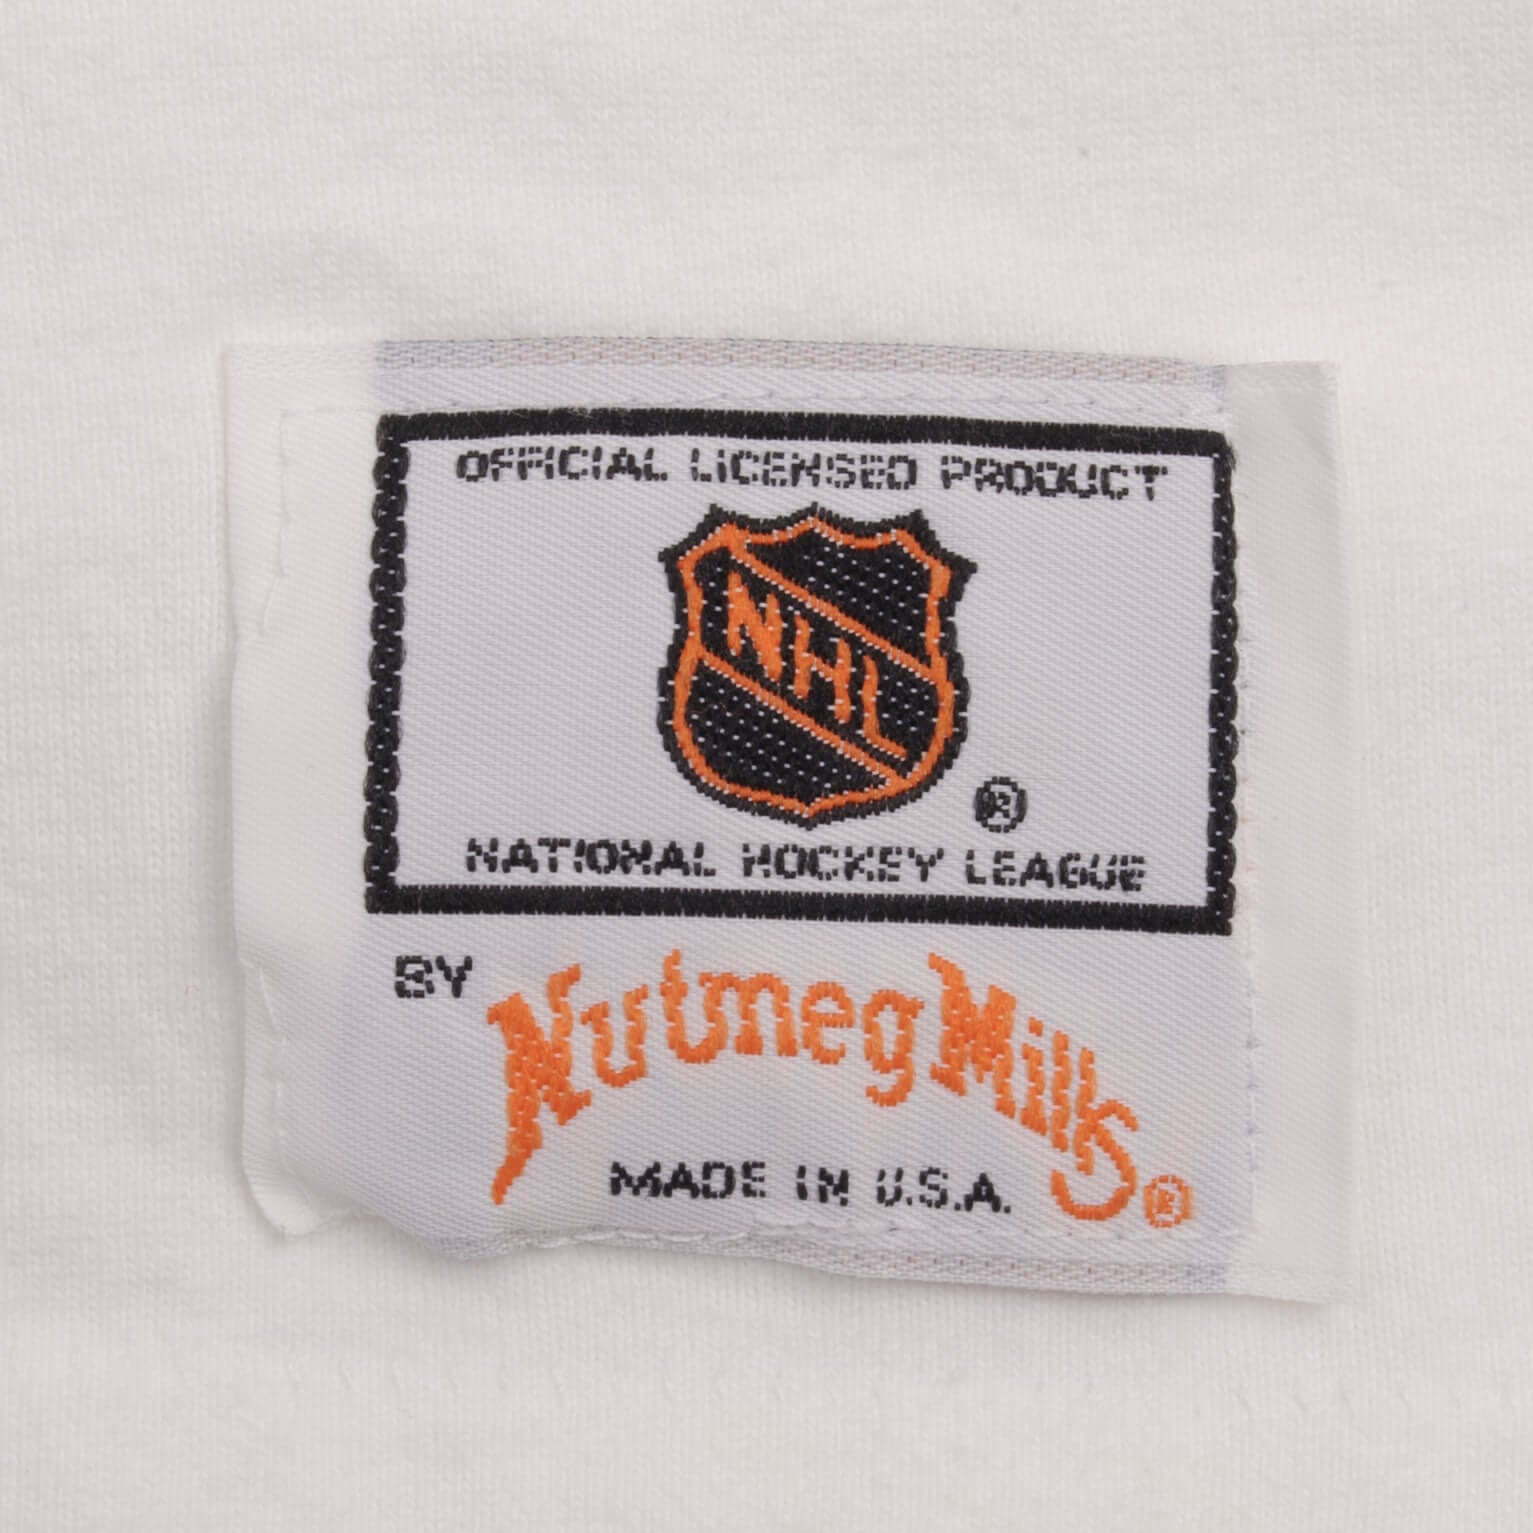 OFFICIAL LICENSED PRODUCT
NHL
®
NATIONAL HOCKEY LEAGUE
BY Nutmeg Mills®
MADE IN U.S.A.